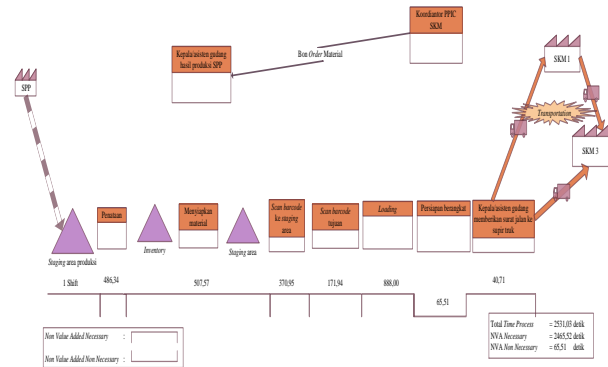 Koordiantor PPIC
SKM
Kepala/asisten gudang
hasil produksi SPP
Bon Order Material
SPP
SKM 1
Transportation
SKM 3
Penataan
Menyiapkan
material
Scan barcode
ke staging
area
Scan barcode
tujuan
Loading
Persiapan berangkat
Kepala/asisten gudang
memberikan surat jalan ke
supir truk
Staging area produksi
Inventory
Staging area
1 Shift
486,34
507,57
370,95
171,94
888,00
65,51
40,71
Non Value Added Necessary :
Non Value Added Non Necessary :
Total Time Process = 2531,03 detik
NVA Necessary = 2465,52 detik
NVA Non Necessary = 65,51 detik